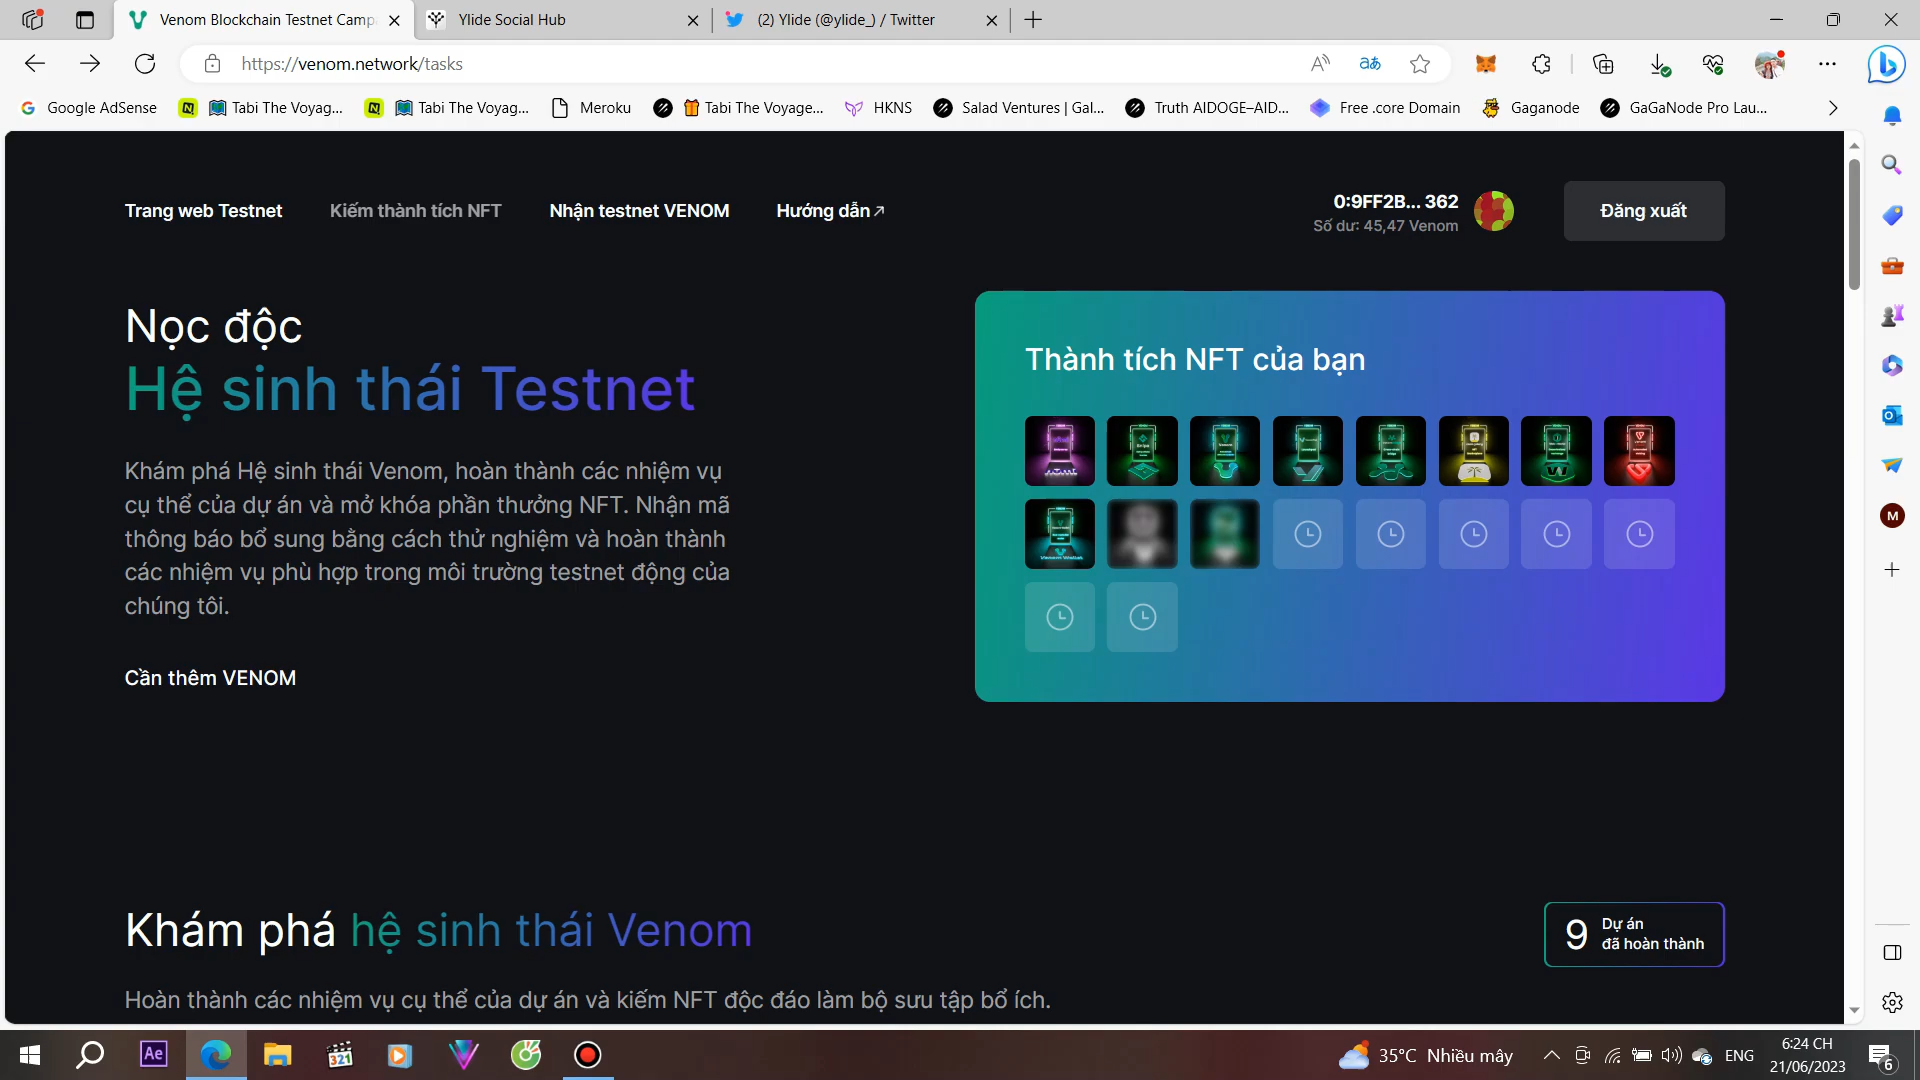 Venom Blockchain Testnet Camp
Ylide Social Hub
(2) Ylide (@ylide_) / Twitter
https://venom.network/tasks
Google AdSense
Tabi The Voyag...
Tabi The Voyag...
Meroku
Tabi The Voyage...
HKNS
Salad Ventures | Gal...
Truth AIDOGE–AID...
Free .core Domain
Gaganode
GaGaNode Pro Lau...
Trang web Testnet
Kiếm thành tích NFT
Nhận testnet VENOM
Hướng dẫn
0:9FF2B... 362
Số dư: 45,47 Venom
Đăng xuất
Nọc độc
Hệ sinh thái Testnet
Khám phá Hệ sinh thái Venom, hoàn thành các nhiệm vụ
cụ thể của dự án và mở khóa phần thưởng NFT. Nhận mã
thông báo bổ sung bằng cách thử nghiệm và hoàn thành
các nhiệm vụ phù hợp trong môi trường testnet động của
chúng tôi.
Cần thêm VENOM
Thành tích NFT của bạn
Khám phá hệ sinh thái Venom
9
Dự án
đã hoàn thành
Hoàn thành các nhiệm vụ cụ thể của dự án và kiếm NFT độc đáo làm bộ sưu tập bổ ích.
M
Ae
321
35°C Nhiều mây
ENG
6:24 CH
21/06/2023
6